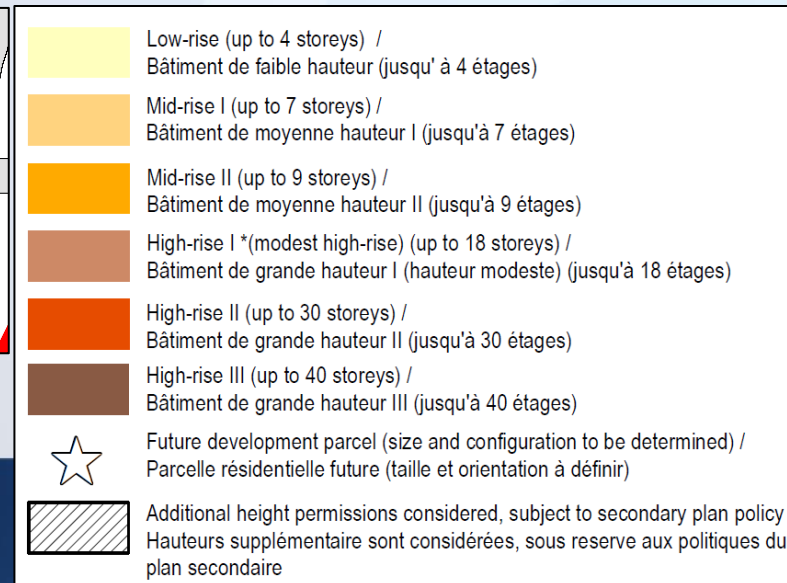 Low-rise (up to 4 storeys) /
Bâtiment de faible hauteur (jusqu' à 4 étages)
Mid-rise I (up to 7 storeys) /
Bâtiment de moyenne hauteur I (jusqu'à 7 étages)
Mid-rise II (up to 9 storeys) /
Bâtiment de moyenne hauteur II (jusqu'à 9 étages)
High-rise I *(modest high-rise) (up to 18 storeys) /
Bâtiment de grande hauteur I (hauteur modeste) (jusqu'à 18 étages)
High-rise II (up to 30 storeys) /
Bâtiment de grande hauteur II (jusqu'à 30 étages)
High-rise III (up to 40 storeys) /
Bâtiment de grande hauteur III (jusqu'à 40 étages)
Future development parcel (size and configuration to be determined) /
Parcelle résidentielle future (taille et orientation à définir)
Additional height permissions considered, subject to secondary plan policy
Hauteurs supplémentaire sont considérées, sous reserve aux politiques du
plan secondaire